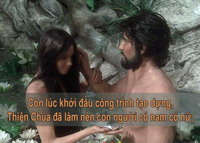 Còn lúc khởi đầu công trình tạo dựng,
Thiên Chúa đã làm nên con người có nam có nữ.